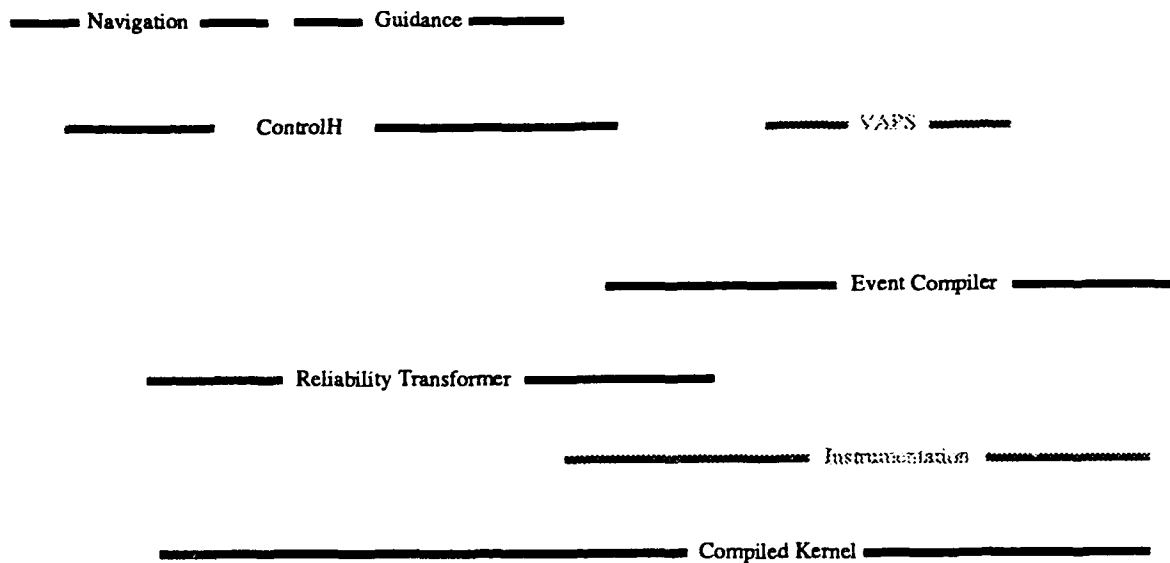 Navigation Guidance
ControlH VAPS
Event Compiler
Reliability Transformer
Instrumentation
Compiled Kernel